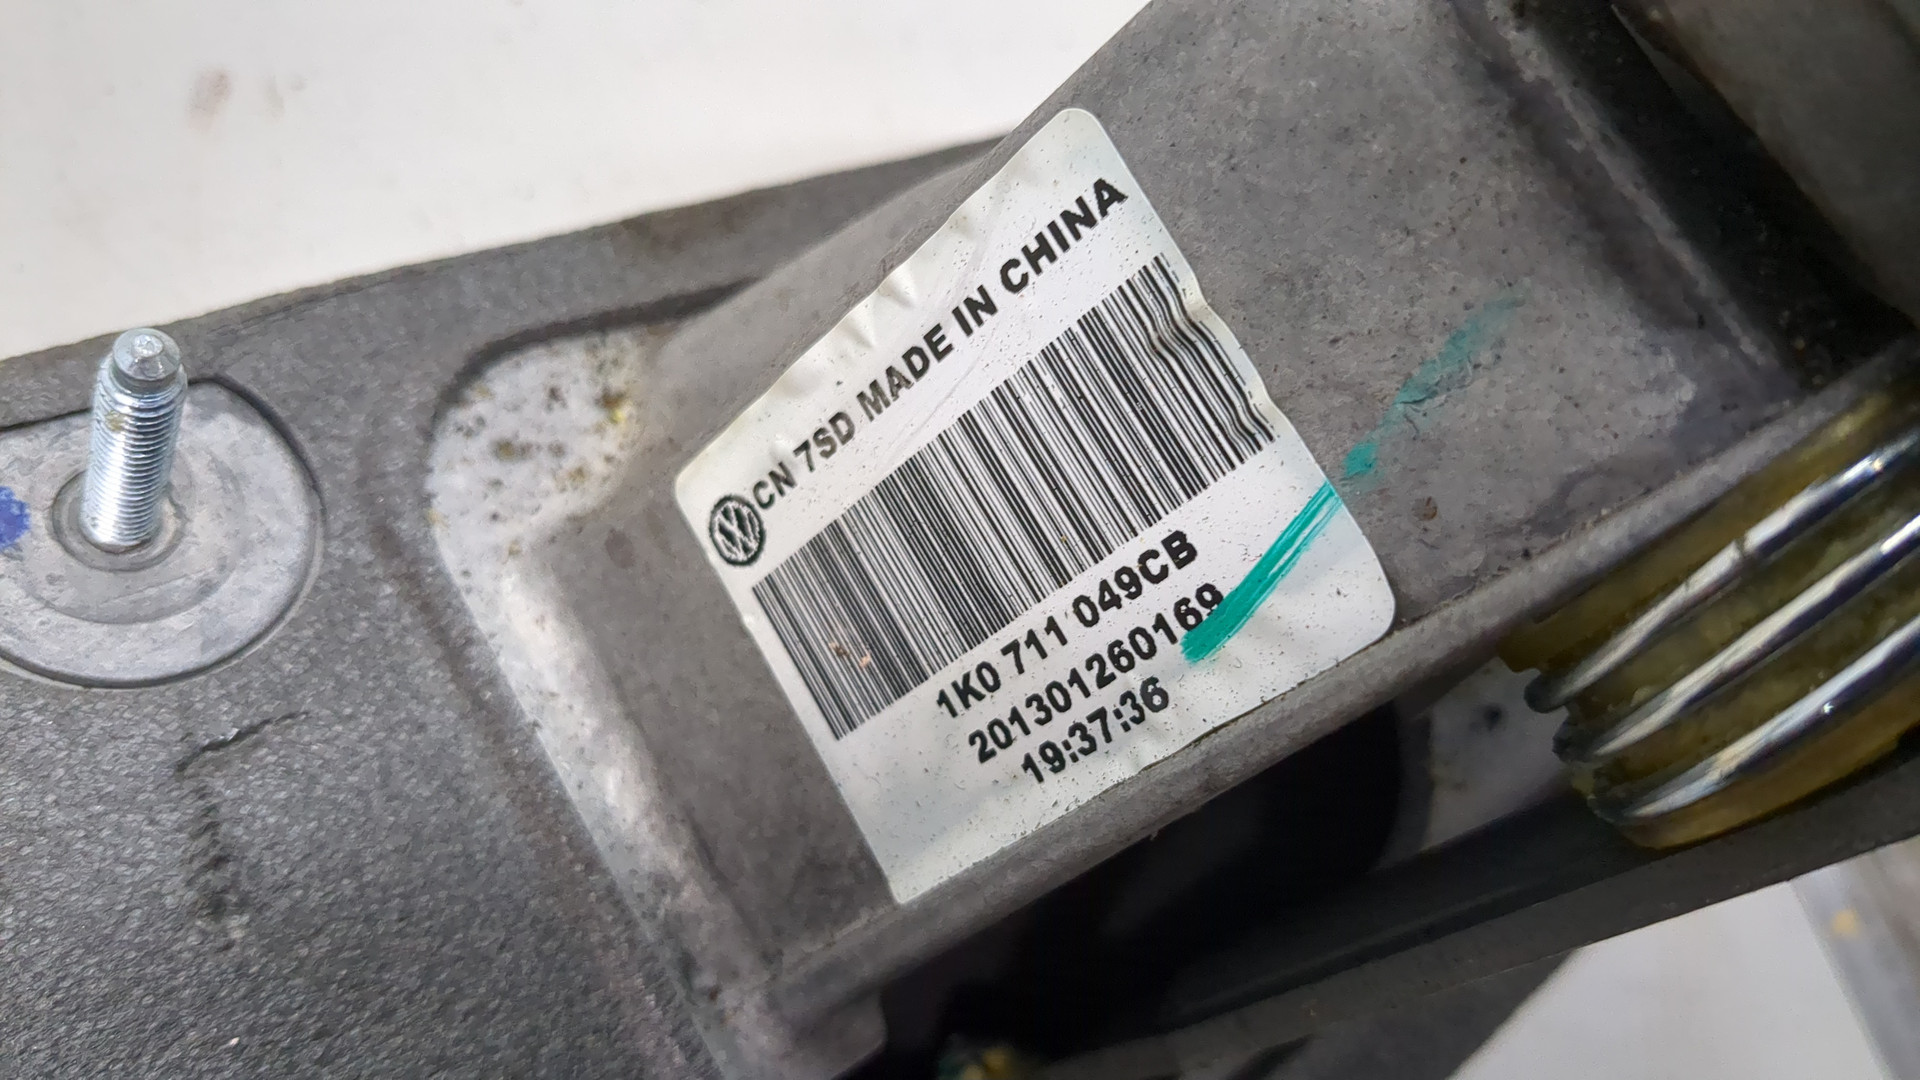 CN 7SD MADE IN CHINA
1K0 711 049CB
201301260169
19:37:36